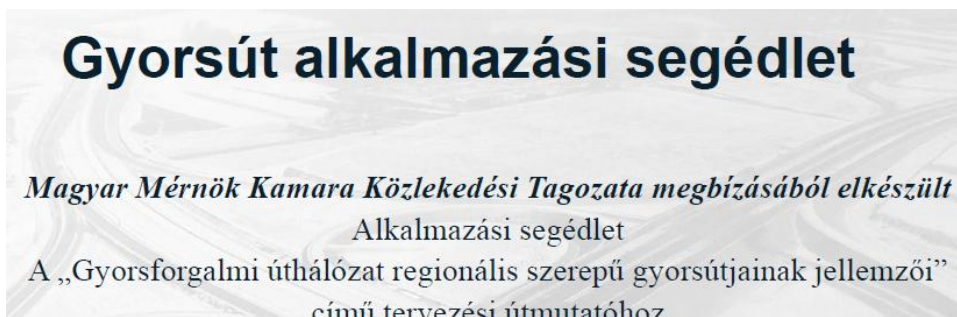 Gyorsút alkalmazási segédlet
Magyar Mérnök Kamara Közlekedési Tagozata megbízásából elkészült
Alkalmazási segédlet
A „Gyorsforgalmi úthálózat regionális szerepű gyorsútjainak jellemzői”
című tervezési útmutatóhoz